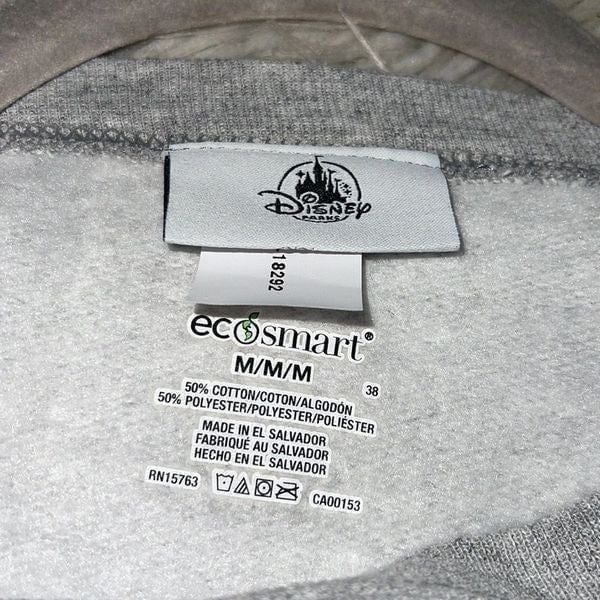 Disney
PARKS
18292
ecosmart®
M/M/M
38
50% COTTON/COTON/ALGODÓN
50% POLYESTER/POLYESTER/POLIÉSTER
MADE IN EL SALVADOR
FABRIQUÉ AU SALVADOR
HECHO EN EL SALVADOR
RN15763
CA00153